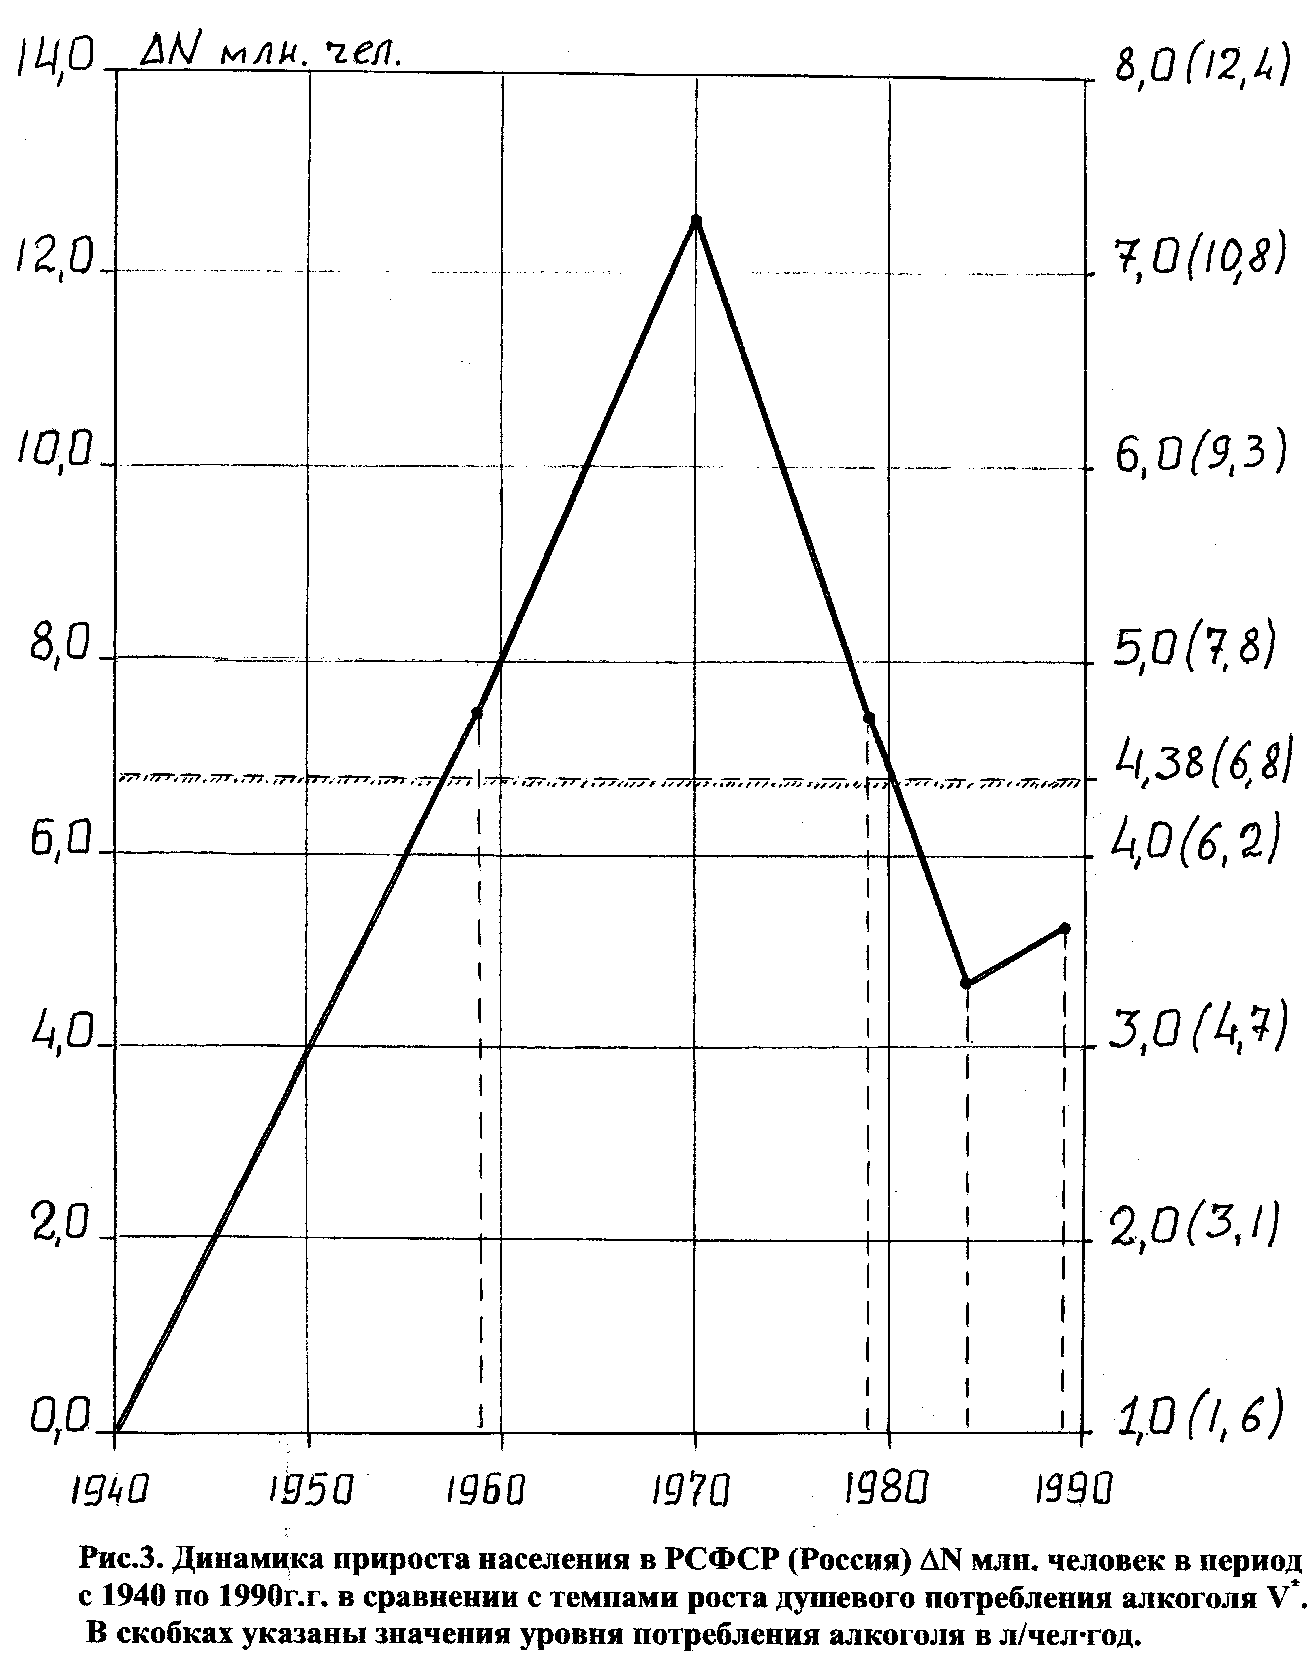 14,0 ΔN млн. чел. 8,0(12,4)
12,0 7,0(10,8)
10,0 6,0(9,3)
8,0 5,0(7,8)
4,38(6,8)
6,0 4,0(6,2)
4,0 3,0(4,7)
2,0 2,0(3,1)
0,0 1,0(1,6)
1940 1950 1960 1970 1980 1990
Рис.3. Динамика прироста населения в РСФСР (Россия) ΔN млн. человек в период
с 1940 по 1990г.г. в сравнении с темпами роста душевого потребления алкоголя V*.
В скобках указаны значения уровня потребления алкоголя в л/чел·год.